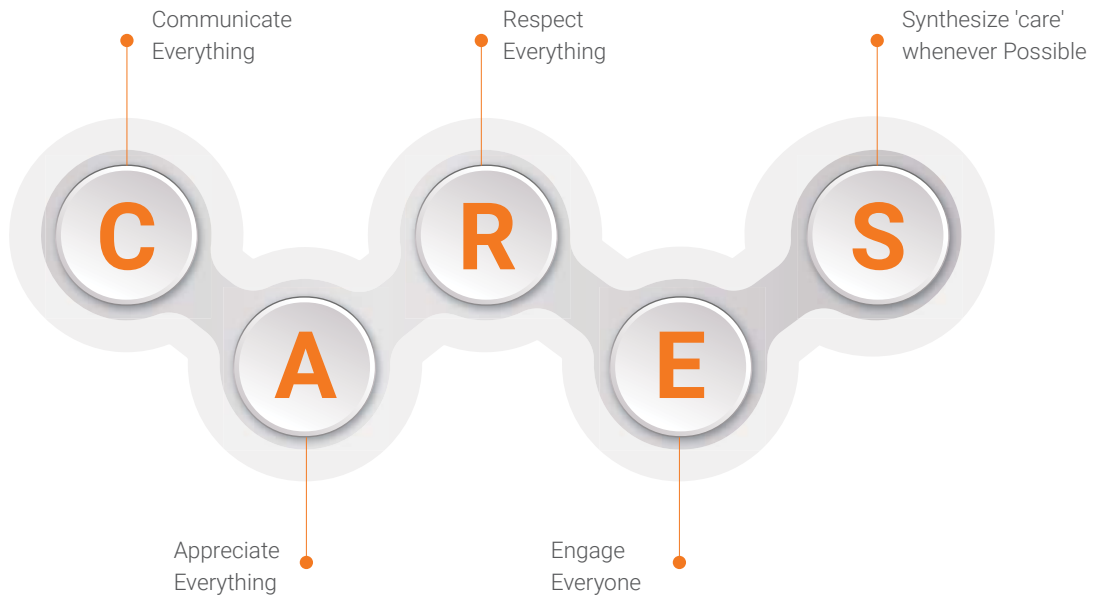 Communicate
Everything
Respect
Everything
Synthesize 'care'
whenever Possible
C
R
S
A
E
Appreciate
Everything
Engage
Everyone